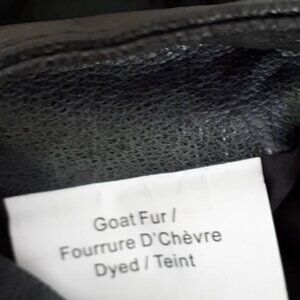 Goat Fur /
Fourrure D'Chèvre
Dyed / Teint